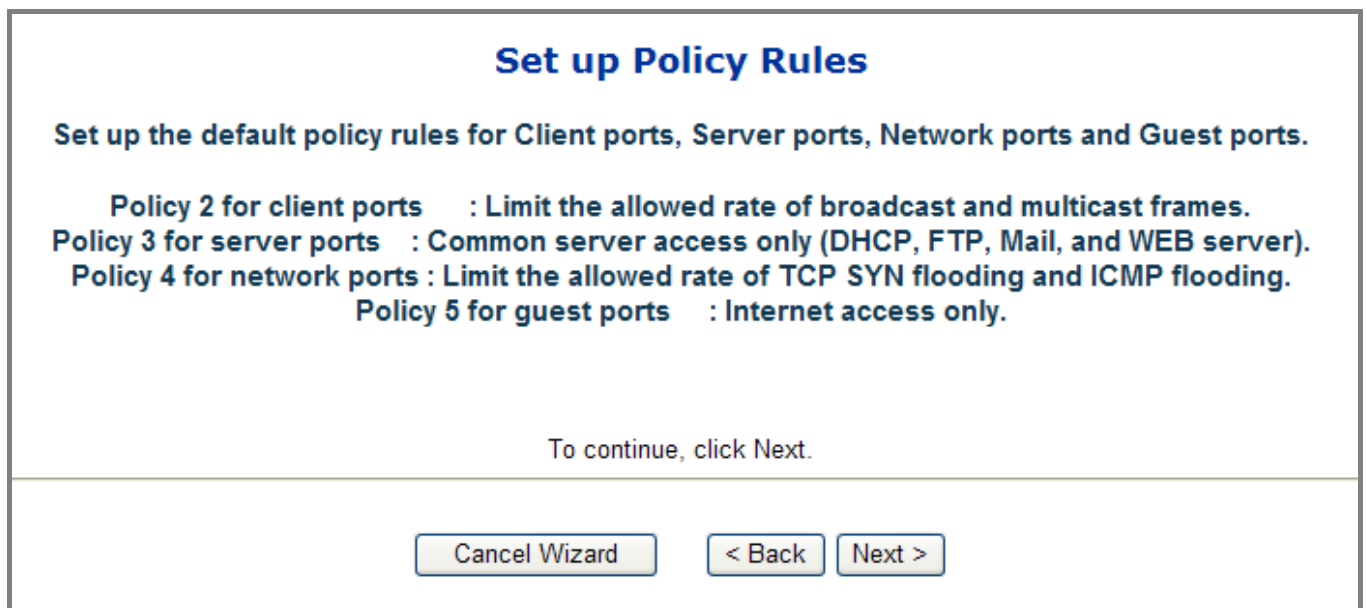 Set up Policy Rules
Set up the default policy rules for Client ports, Server ports, Network ports and Guest ports.
Policy 2 for client ports : Limit the allowed rate of broadcast and multicast frames.
Policy 3 for server ports : Common server access only (DHCP, FTP, Mail, and WEB server).
Policy 4 for network ports : Limit the allowed rate of TCP SYN flooding and ICMP flooding.
Policy 5 for guest ports : Internet access only.
To continue, click Next.
Cancel Wizard < Back Next >